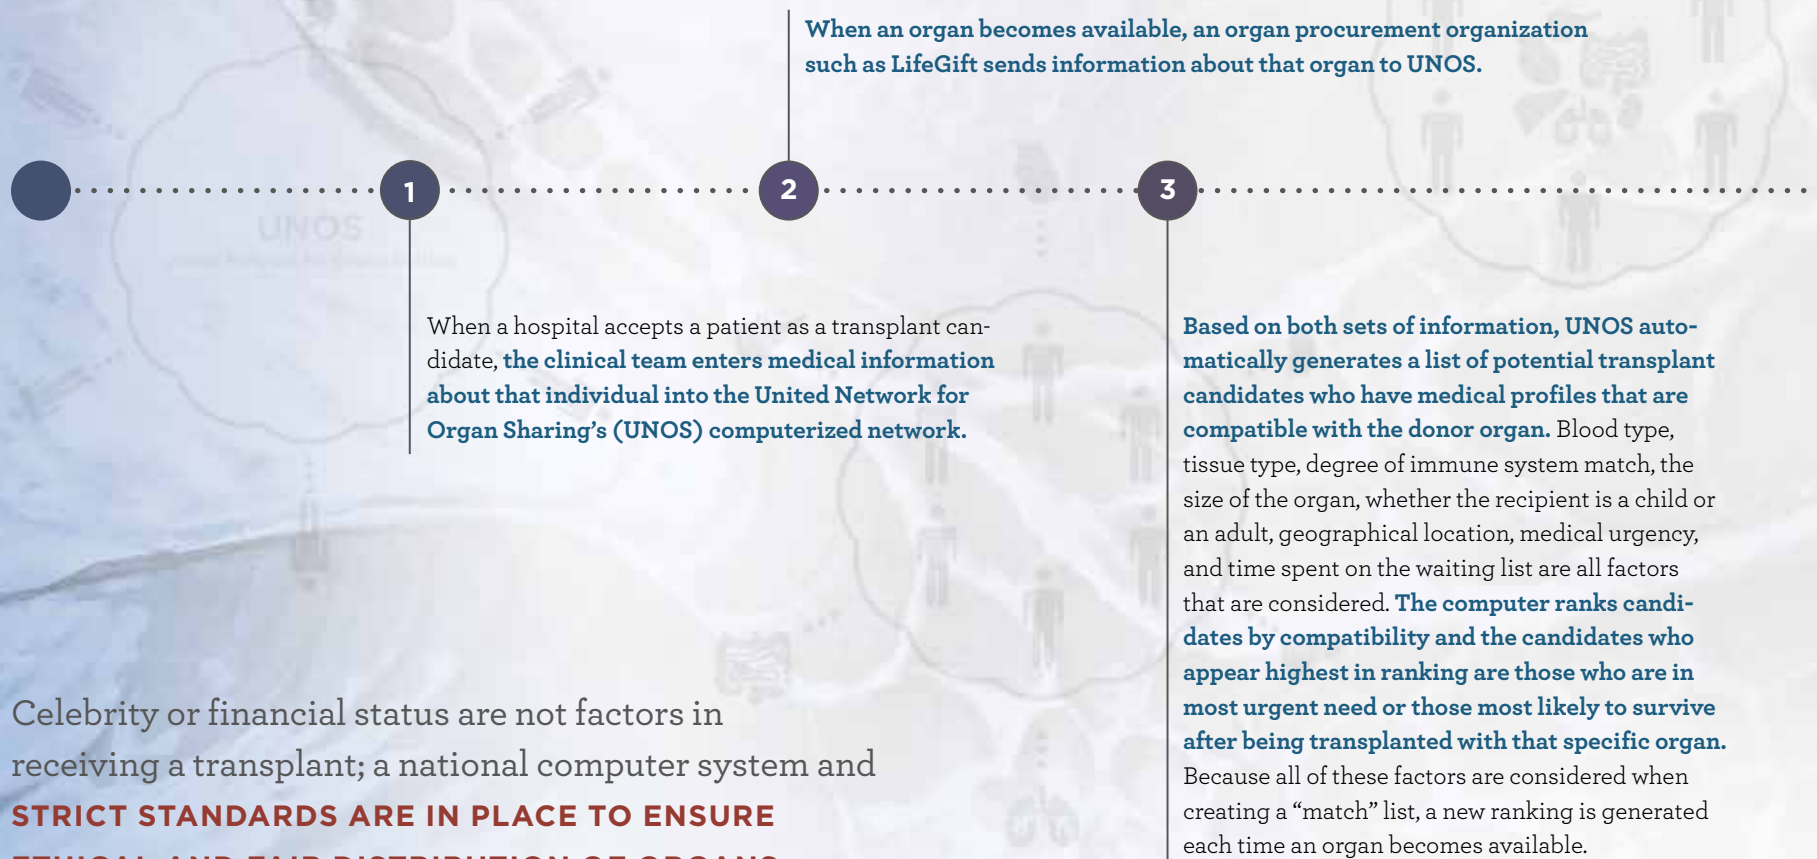 When an organ becomes available, an organ procurement organization
such as LifeGift sends information about that organ to UNOS.
1
2
3
UNOS
When a hospital accepts a patient as a transplant can-
didate, the clinical team enters medical information
about that individual into the United Network for
Organ Sharing’s (UNOS) computerized network.
Based on both sets of information, UNOS auto-
matically generates a list of potential transplant
candidates who have medical profiles that are
compatible with the donor organ. Blood type,
tissue type, degree of immune system match, the
size of the organ, whether the recipient is a child or
an adult, geographical location, medical urgency,
and time spent on the waiting list are all factors
that are considered. The computer ranks candi-
dates by compatibility and the candidates who
appear highest in ranking are those who are in
most urgent need or those most likely to survive
after being transplanted with that specific organ.
Because all of these factors are considered when
creating a “match” list, a new ranking is generated
each time an organ becomes available.
Celebrity or financial status are not factors in
receiving a transplant; a national computer system and
STRICT STANDARDS ARE IN PLACE TO ENSURE
ETHICAL AND FAIR DISTRIBUTION OF ORGANS